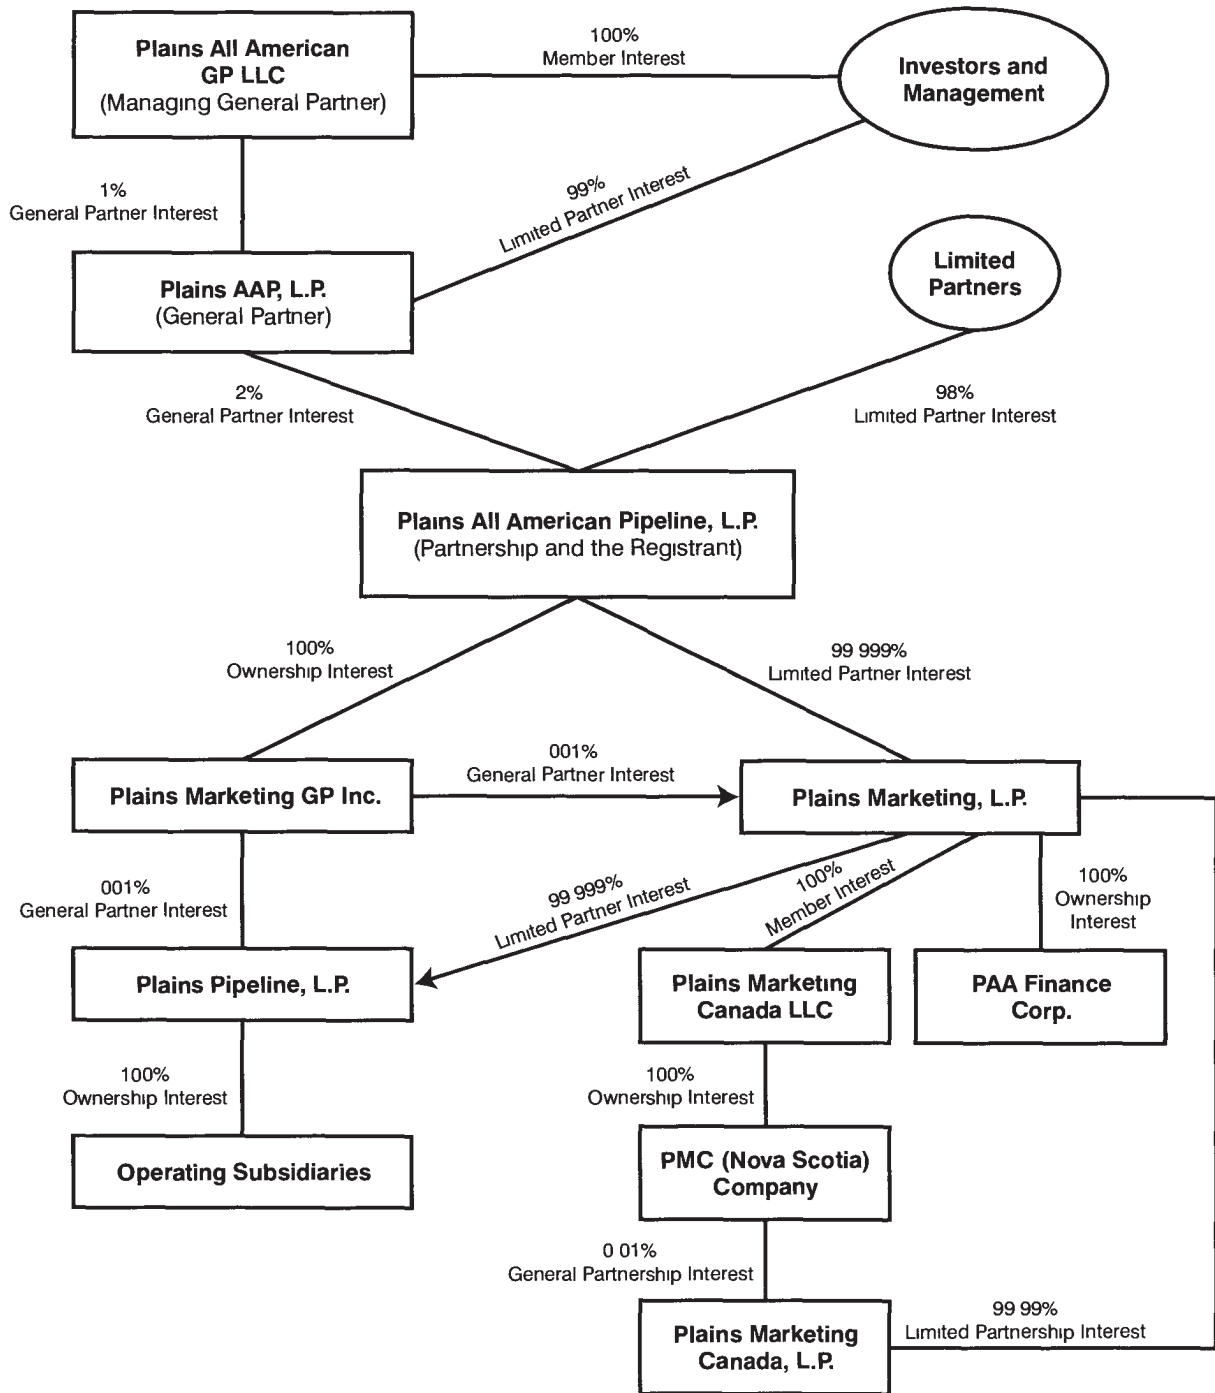 Plains All American
GP LLC
(Managing General Partner)
100%
Member Interest
Investors and
Management
1%
General Partner Interest
99%
Limited Partner Interest
Plains AAP, L.P.
(General Partner)
Limited
Partners
2%
General Partner Interest
98%
Limited Partner Interest
Plains All American Pipeline, L.P.
(Partnership and the Registrant)
100%
Ownership Interest
99 999%
Limited Partner Interest
Plains Marketing GP Inc.
001%
General Partner Interest
Plains Marketing, L.P.
001%
General Partner Interest
99 999%
Limited Partner Interest
100%
Member Interest
100%
Ownership
Interest
Plains Pipeline, L.P.
Plains Marketing
Canada LLC
PAA Finance
Corp.
100%
Ownership Interest
100%
Ownership Interest
Operating Subsidiaries
PMC (Nova Scotia)
Company
0 01%
General Partnership Interest
Plains Marketing
Canada, L.P.
99 99%
Limited Partnership Interest